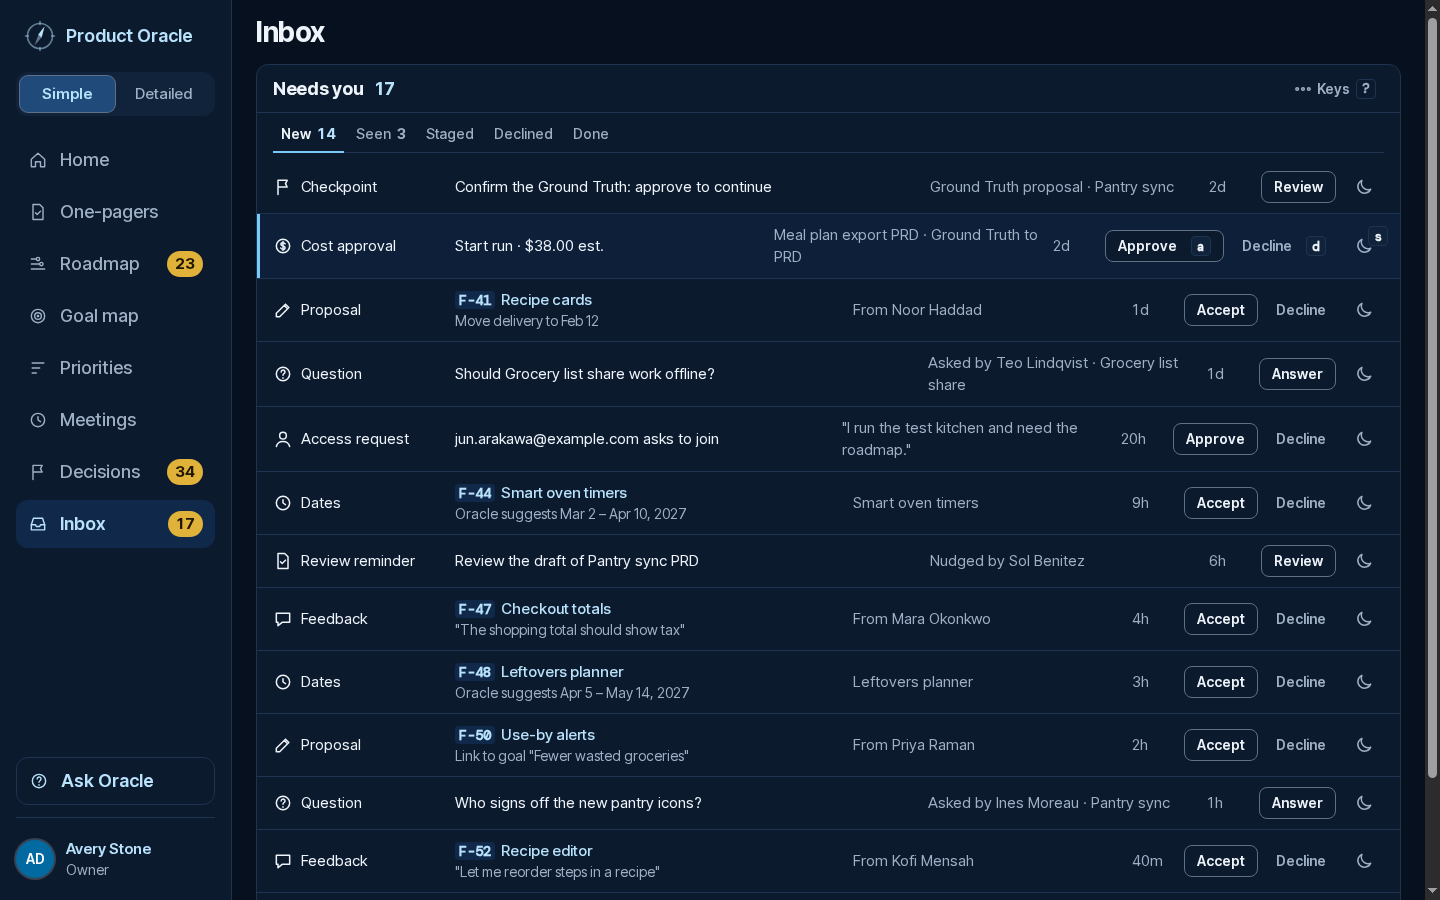 Product Oracle
Simple
Detailed
Home
One-pagers
Roadmap 23
Goal map
Priorities
Meetings
Decisions 34
Inbox 17
Ask Oracle
AD
Avery Stone
Owner
Inbox
Needs you 17
Keys ?
New 14
Seen 3
Staged
Declined
Done
Checkpoint
Confirm the Ground Truth: approve to continue
Ground Truth proposal · Pantry sync
2d
Review
Cost approval
Start run · $38.00 est.
Meal plan export PRD · Ground Truth to
PRD
2d
Approve a
Decline d
s
Proposal
F-41 Recipe cards
Move delivery to Feb 12
From Noor Haddad
1d
Accept
Decline
Question
Should Grocery list share work offline?
Asked by Teo Lindqvist · Grocery list
share
1d
Answer
Access request
jun.arakawa@example.com asks to join
"I run the test kitchen and need the
roadmap."
20h
Approve
Decline
Dates
F-44 Smart oven timers
Oracle suggests Mar 2 – Apr 10, 2027
Smart oven timers
9h
Accept
Decline
Review reminder
Review the draft of Pantry sync PRD
Nudged by Sol Benitez
6h
Review
Feedback
F-47 Checkout totals
"The shopping total should show tax"
From Mara Okonkwo
4h
Accept
Decline
Dates
F-48 Leftovers planner
Oracle suggests Apr 5 – May 14, 2027
Leftovers planner
3h
Accept
Decline
Proposal
F-50 Use-by alerts
Link to goal "Fewer wasted groceries"
From Priya Raman
2h
Accept
Decline
Question
Who signs off the new pantry icons?
Asked by Ines Moreau · Pantry sync
1h
Answer
Feedback
F-52 Recipe editor
"Let me reorder steps in a recipe"
From Kofi Mensah
40m
Accept
Decline